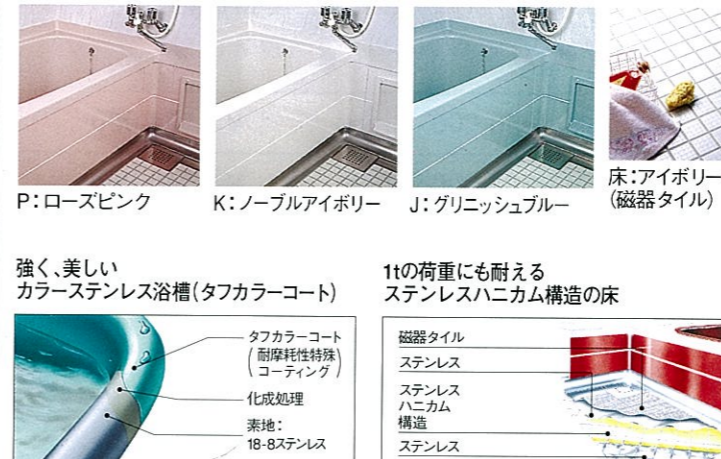 P:ローズピンク
K:ノーブルアイボリー
J:グリニッシュブルー
床:アイボリー
(磁器タイル)
強く、美しい
カラーステンレス浴槽(タフカラーコート)
タフカラーコート
(耐摩耗性特殊
コーティング)
化成処理
素地:
18-8ステンレス
1tの荷重にも耐える
ステンレスハニカム構造の床
磁器タイル
ステンレス
ステンレス
ハニカム
構造
ステンレス